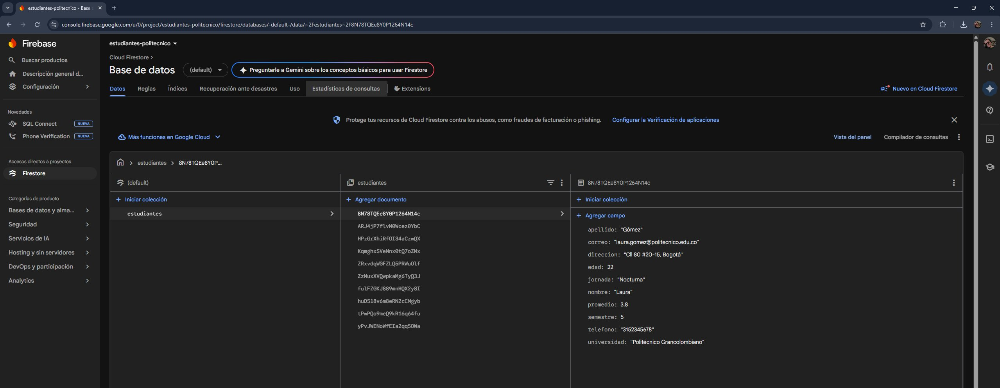 estudiantes-politecnico - Base d
console.firebase.google.com/u/0/project/estudiantes-politecnico/firestore/databases/-default-/data/~2Festudiantes~2F8N78TQEe8Y0P1264N14c
Firebase
Buscar productos
Descripción general d...
Configuración
Novedades
SQL Connect NUEVA
Phone Verification NUEVA
Accesos directos a proyectos
Firestore
Categorías de producto
Bases de datos y alma...
Seguridad
Servicios de IA
Hosting y sin servidores
DevOps y participación
Analytics
estudiantes-politecnico
Cloud Firestore
Base de datos (default) Preguntarle a Gemini sobre los conceptos básicos para usar Firestore
Datos Reglas Índices Recuperación ante desastres Uso Estadísticas de consultas Extensions Nuevo en Cloud Firestore
Protege tus recursos de Cloud Firestore contra los abusos, como fraudes de facturación o phishing. Configurar la Verificación de aplicaciones
Más funciones en Google Cloud Vista del panel Compilador de consultas
estudiantes 8N78TQEe8Y0P...
(default)
Iniciar colección
estudiantes
estudiantes
Agregar documento
8N78TQEe8Y0P1264N14c
ARJ4jP7flvM0Wcez0YbC
HPzGrXhiRfOI34aCzwQX
KqmghxSVeMnx0tQ7oZMx
ZRxvdqWGFZLQ5PRWuOlf
ZzMuxXVQwpkaMg6TyQ3J
fulFZGKJ889mnHQX2y8I
huD518v6m8eRN2cCMgyb
tPwPQo9meQ9kR16q64fu
yPvJWENoWfEIa2qq5OWa
8N78TQEe8Y0P1264N14c
Iniciar colección
Agregar campo
apellido: "Gómez"
correo: "laura.gomez@politecnico.edu.co"
direccion: "Cll 80 #20-15, Bogotá"
edad: 22
jornada: "Nocturna"
nombre: "Laura"
promedio: 3.8
semestre: 5
telefono: "3152345678"
universidad: "Politécnico Grancolombiano"